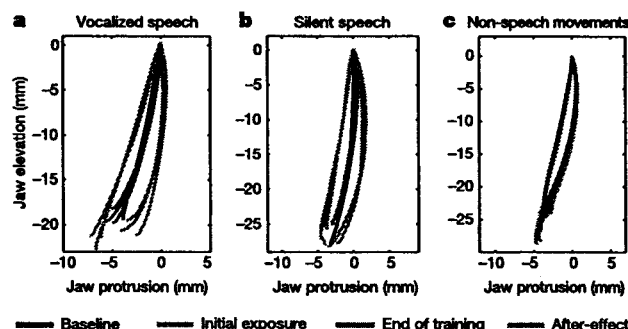 a Vocalized speech b Silent speech c Non-speech movements
Jaw elevation (mm)
0 0 0
−5 −5 −5
−10 −10 −10
−15 −15 −15
−20 −20 −20
−25 −25
−10 −5 0 5 −10 −5 0 5 −10 −5 0 5
Jaw protrusion (mm) Jaw protrusion (mm) Jaw protrusion (mm)
Baseline Initial exposure End of training After-effect